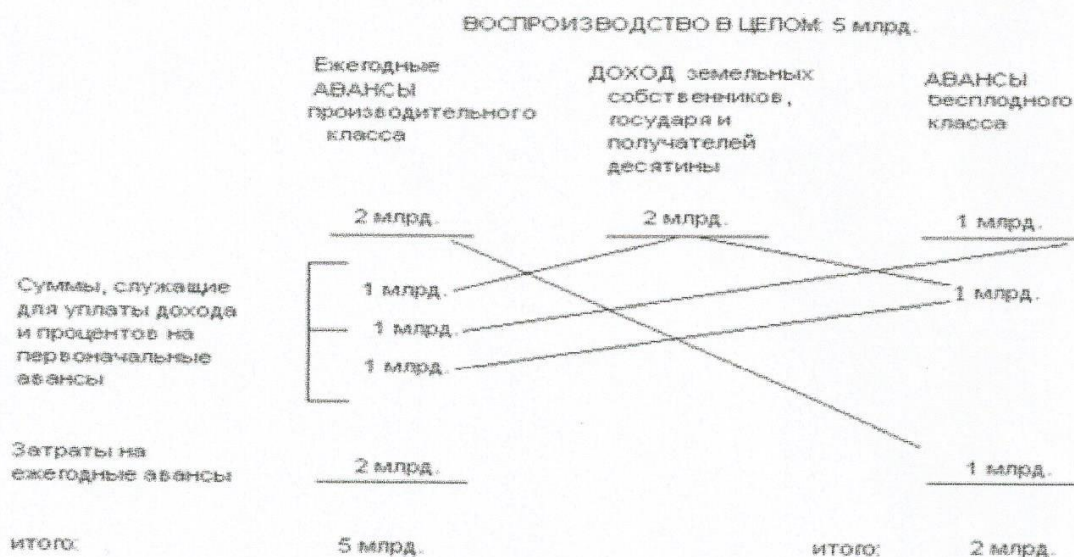 ВОСПРОИЗВОДСТВО В ЦЕЛОМ: 5 млрд.
Ежегодные
АВАНСЫ
производительного
класса
ДОХОД земельных
собственников,
государя и
получателей
десятины
АВАНСЫ
бесплодного
класса
2 млрд.
2 млрд.
1 млрд.
Суммы, служащие
для уплаты дохода
и процентов на
первоначальные
авансы
1 млрд.
1 млрд.
1 млрд.
1 млрд.
Затраты на
ежегодные авансы
2 млрд.
1 млрд.
итого:
5 млрд.
итого:
2 млрд.